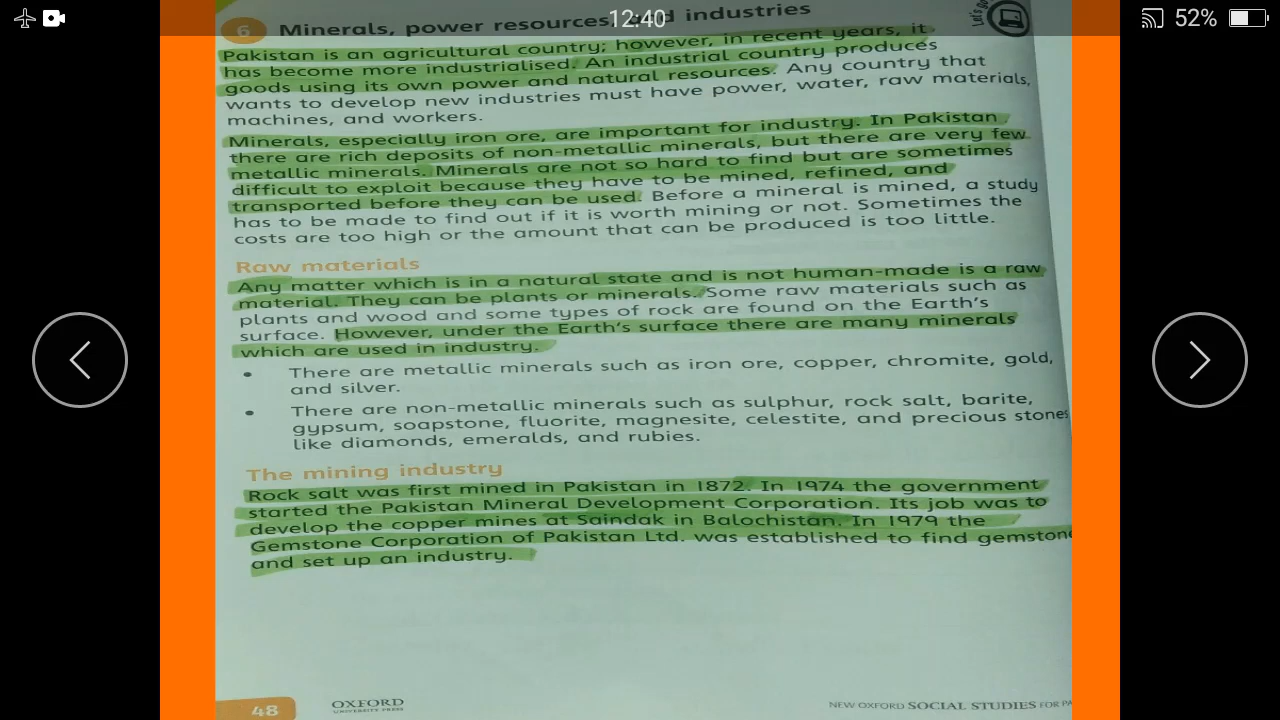 12:40
52%
6 Minerals, power resources, and industries
Let's go
Pakistan is an agricultural country; however, in recent years, it
has become more industrialised. An industrial country produces
goods using its own power and natural resources. Any country that
wants to develop new industries must have power, water, raw materials,
machines, and workers.
Minerals, especially iron ore, are important for industry. In Pakistan
there are rich deposits of non-metallic minerals, but there are very few
metallic minerals. Minerals are not so hard to find but are sometimes
difficult to exploit because they have to be mined, refined, and
transported before they can be used. Before a mineral is mined, a study
has to be made to find out if it is worth mining or not. Sometimes the
costs are too high or the amount that can be produced is too little.
Raw materials
Any matter which is in a natural state and is not human-made is a raw
material. They can be plants or minerals. Some raw materials such as
plants and wood and some types of rock are found on the Earth's
surface. However, under the Earth's surface there are many minerals
which are used in industry.
• There are metallic minerals such as iron ore, copper, chromite, gold,
and silver.
• There are non-metallic minerals such as sulphur, rock salt, barite,
gypsum, soapstone, fluorite, magnesite, celestite, and precious stones
like diamonds, emeralds, and rubies.
The mining industry
Rock salt was first mined in Pakistan in 1872. In 1974 the government
started the Pakistan Mineral Development Corporation. Its job was to
develop the copper mines at Saindak in Balochistan. In 1979 the
Gemstone Corporation of Pakistan Ltd. was established to find gemstone
and set up an industry.
48
OXFORD
UNIVERSITY PRESS
NEW OXFORD SOCIAL STUDIES FOR PA